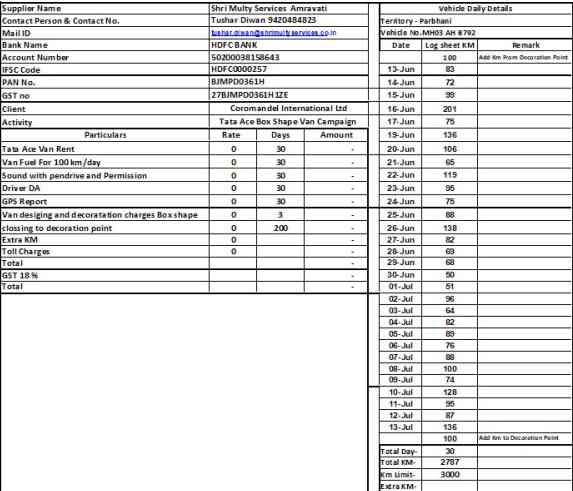 Supplier Name Shri Multy Services Amravati
Contact Person & Contact No. Tushar Diwan 9420484823
Mail ID tushar.diwan@shrimultyservices.co.in
Bank Name HDFC BANK
Account Number 50200038158643
IFSC Code HDFC0000257
PAN No. BJMPD0361H
GST no 27BJMPD0361H1ZE
Client Coromandel International Ltd
Activity Tata Ace Box Shape Van Campaign
Particulars Rate Days Amount
Tata Ace Van Rent 0 30 -
Van Fuel For 100 km/day 0 30 -
Sound with pendrive and Permission 0 30 -
Driver DA 0 30 -
GPS Report 0 30 -
Van desiging and decoratation charges Box shape 0 3 -
clossing to decoration point 0 200 -
Extra KM 0 -
Toll Charges 0 -
Total -
GST 18 % -
Total -
Vehicle Daily Details
Territory - Parbhani
Vehicle No.MH03 AH 8792
Date Log sheet KM Remark
100 Add Km From Decoration Point
13-Jun 83
14-Jun 72
15-Jun 99
16-Jun 201
17-Jun 75
19-Jun 136
20-Jun 106
21-Jun 65
22-Jun 119
23-Jun 95
24-Jun 75
25-Jun 88
26-Jun 138
27-Jun 82
28-Jun 69
29-Jun 68
30-Jun 50
01-Jul 51
02-Jul 96
03-Jul 64
04-Jul 82
05-Jul 89
06-Jul 76
07-Jul 88
08-Jul 100
09-Jul 74
10-Jul 128
11-Jul 95
12-Jul 87
13-Jul 136
100 Add Km to Decoration Point
Total Day- 30
Total KM- 2787
Km Limit- 3000
Extra KM-